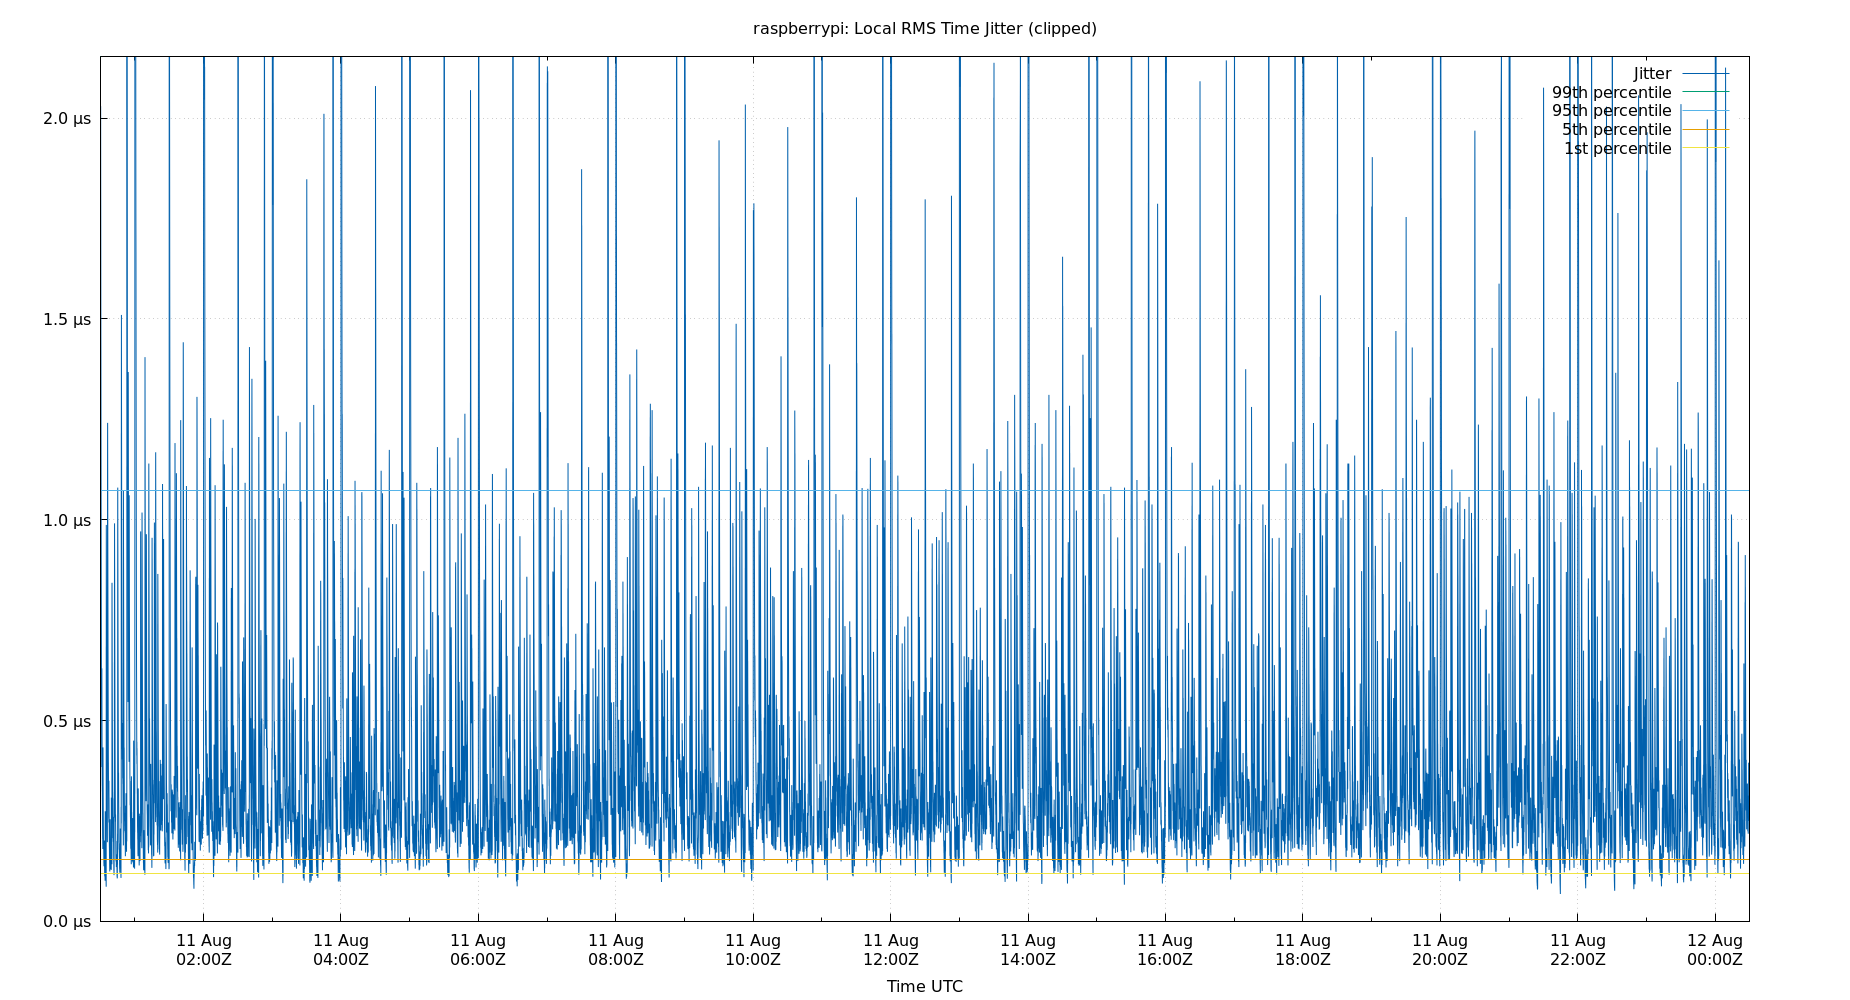 raspberrypi: Local RMS Time Jitter (clipped)
Jitter
99th percentile
95th percentile
5th percentile
1st percentile
2.0 µs
1.5 µs
1.0 µs
0.5 µs
0.0 µs
11 Aug 11 Aug 11 Aug 11 Aug 11 Aug 11 Aug 11 Aug 11 Aug 11 Aug 11 Aug 11 Aug 12 Aug
02:00Z 04:00Z 06:00Z 08:00Z 10:00Z 12:00Z 14:00Z 16:00Z 18:00Z 20:00Z 22:00Z 00:00Z
Time UTC